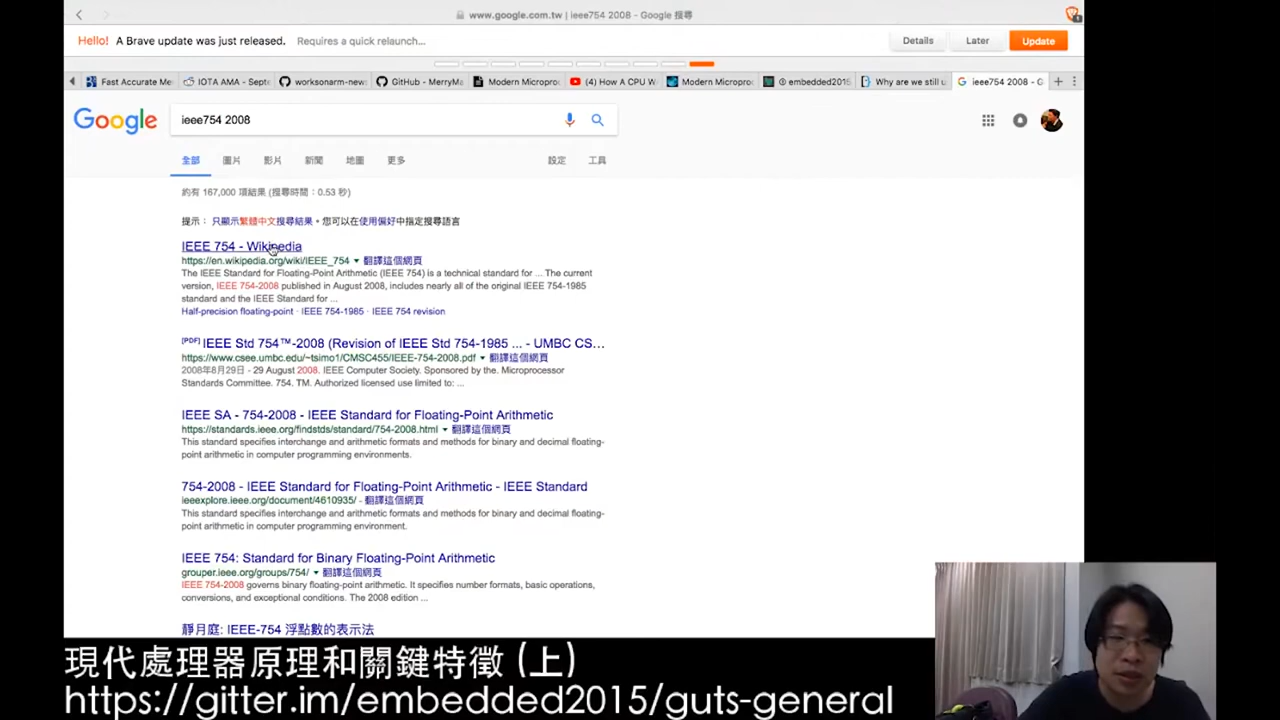 www.google.com.tw | ieee754 2008 - Google 搜尋
Hello! A Brave update was just released. Requires a quick relaunch... Details Later Update
Fast Accurate Me IOTA AMA - Sept worksonarm-new: GitHub - MerryMa Modern Micropro (4) How A CPU W Modern Micropro @ embedded2015 Why are we still u ieee754 2008 - G
Google ieee754 2008
全部 圖片 影片 新聞 地圖 更多 設定 工具
約有 167,000 項結果 (搜尋時間：0.53 秒)
提示： 只顯示繁體中文搜尋結果。您可以在使用偏好中指定搜尋語言
IEEE 754 - Wikipedia
https://en.wikipedia.org/wiki/IEEE_754 翻譯這個網頁
The IEEE Standard for Floating-Point Arithmetic (IEEE 754) is a technical standard for ... The current
version, IEEE 754-2008 published in August 2008, includes nearly all of the original IEEE 754-1985
standard and the IEEE Standard for ...
Half-precision floating-point · IEEE 754-1985 · IEEE 754 revision
[PDF] IEEE Std 754™-2008 (Revision of IEEE Std 754-1985 ... - UMBC CS...
https://www.csee.umbc.edu/~tsimo1/CMSC455/IEEE-754-2008.pdf 翻譯這個網頁
2008年8月29日 - 29 August 2008. IEEE Computer Society. Sponsored by the. Microprocessor
Standards Committee. 754. TM. Authorized licensed use limited to: ...
IEEE SA - 754-2008 - IEEE Standard for Floating-Point Arithmetic
https://standards.ieee.org/findstds/standard/754-2008.html 翻譯這個網頁
This standard specifies interchange and arithmetic formats and methods for binary and decimal floating-
point arithmetic in computer programming environments.
754-2008 - IEEE Standard for Floating-Point Arithmetic - IEEE Standard
ieeexplore.ieee.org/document/4610935/ - 翻譯這個網頁
This standard specifies interchange and arithmetic formats and methods for binary and decimal floating-
point arithmetic in computer programming environment.
IEEE 754: Standard for Binary Floating-Point Arithmetic
grouper.ieee.org/groups/754/ 翻譯這個網頁
IEEE 754-2008 governs binary floating-point arithmetic. It specifies number formats, basic operations,
conversions, and exceptional conditions. The 2008 edition ...
靜月庭: IEEE-754 浮點數的表示法
現代處理器原理和關鍵特徵 (上)
https://gitter.im/embedded2015/guts-general